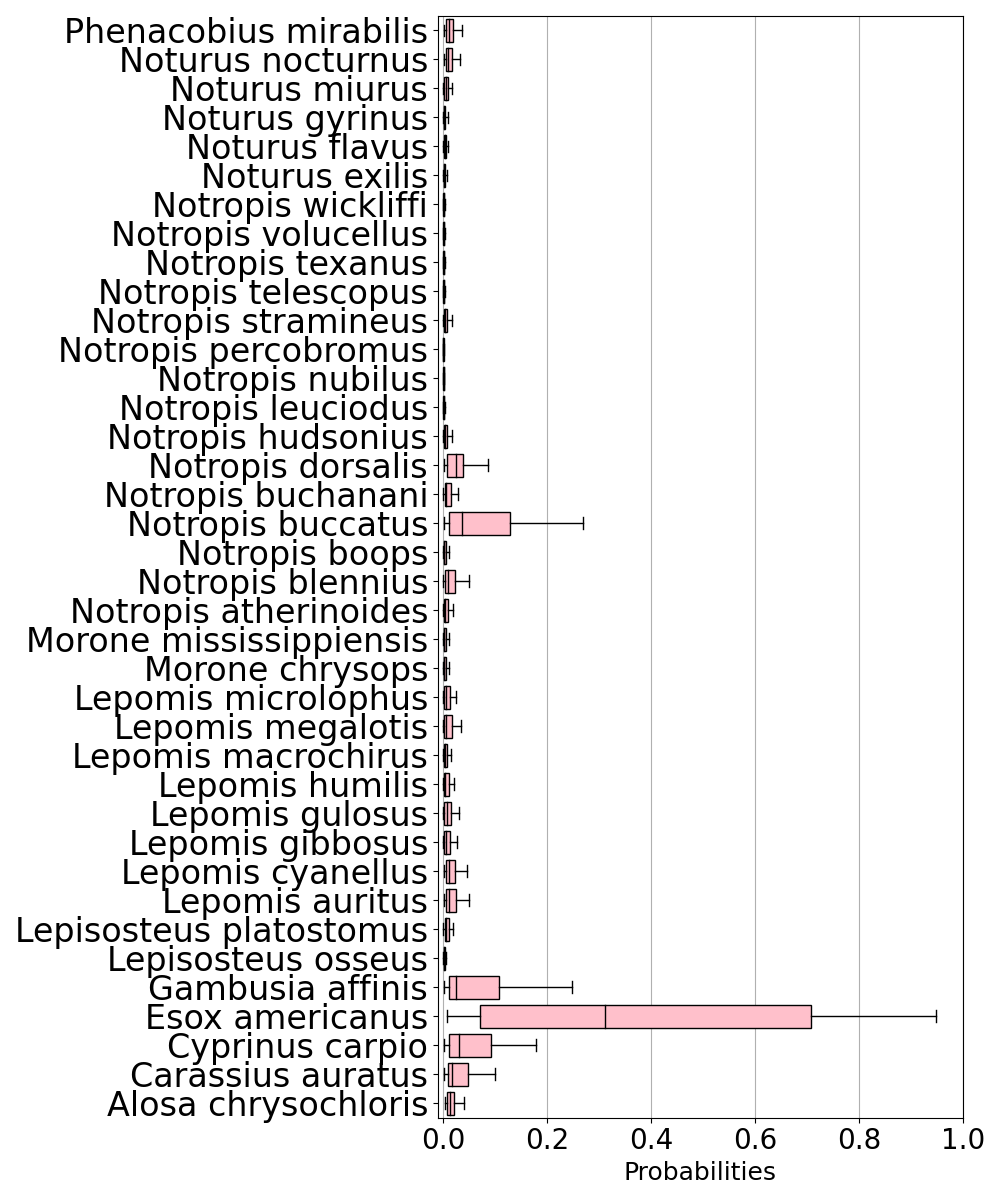 Phenacobius mirabilis
Noturus nocturnus
Noturus miurus
Noturus gyrinus
Noturus flavus
Noturus exilis
Notropis wickliffi
Notropis volucellus
Notropis texanus
Notropis telescopus
Notropis stramineus
Notropis percobromus
Notropis nubilus
Notropis leuciodus
Notropis hudsonius
Notropis dorsalis
Notropis buchanani
Notropis buccatus
Notropis boops
Notropis blennius
Notropis atherinoides
Morone mississippiensis
Morone chrysops
Lepomis microlophus
Lepomis megalotis
Lepomis macrochirus
Lepomis humilis
Lepomis gulosus
Lepomis gibbosus
Lepomis cyanellus
Lepomis auritus
Lepisosteus platostomus
Lepisosteus osseus
Gambusia affinis
Esox americanus
Cyprinus carpio
Carassius auratus
Alosa chrysochloris
0.0 0.2 0.4 0.6 0.8 1.0
Probabilities